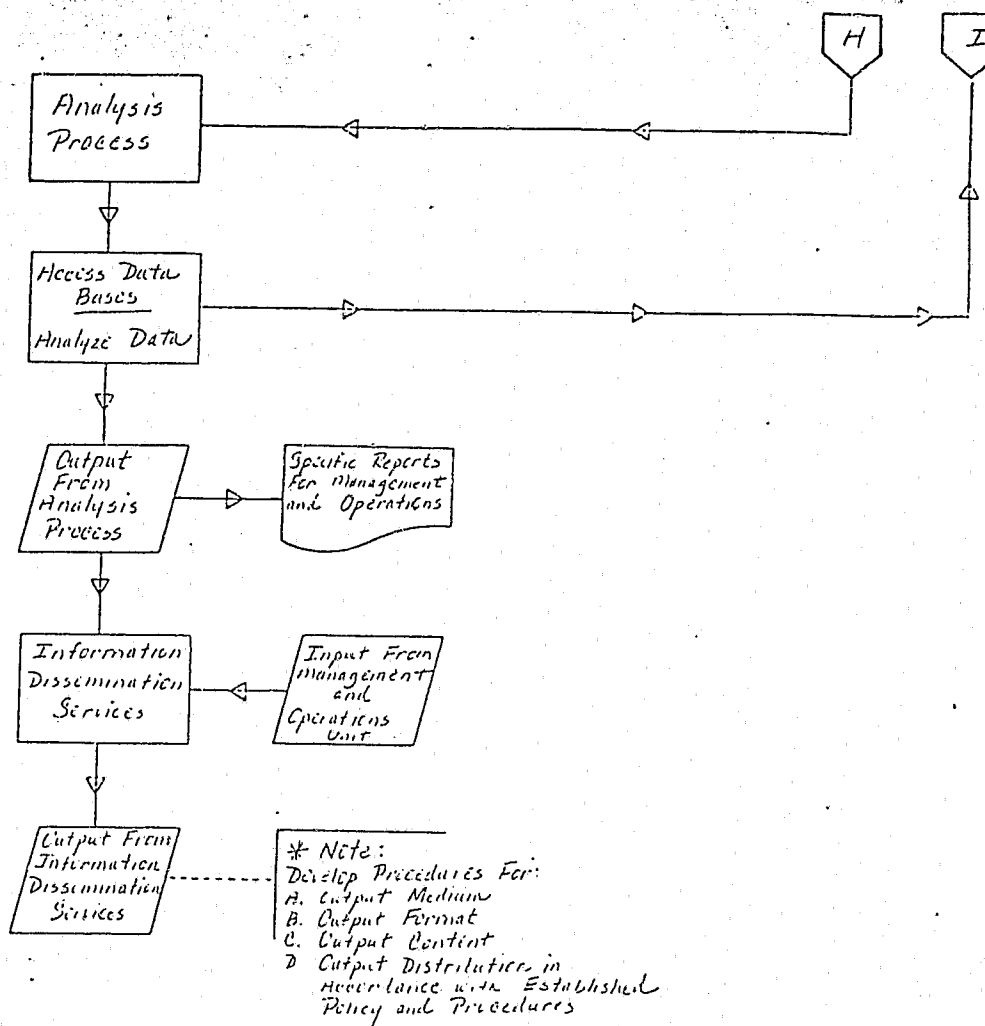 H
I
Analysis
Process
Access Data
Bases
Analyze Data
Output
From
Analysis
Process
Specific Reports
For Management
and Operations
Information
Dissemination
Services
Input From
Management
and
Operations
Unit
Output From
Information
Dissemination
Services
* Note:
Develop Procedures For:
A. Output Medium
B. Output Format
C. Output Content
D Output Distribution in
Accordance with Established
Policy and Procedures